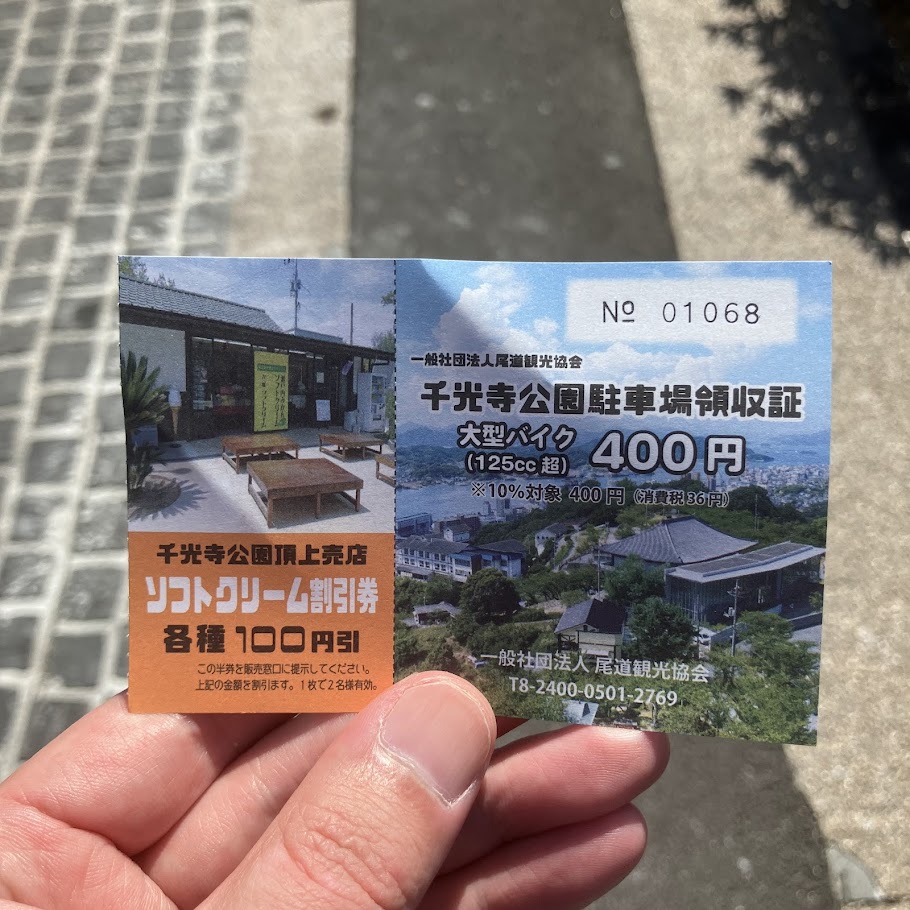 千光寺公園頂上売店
ソフトクリーム割引券
各種100円引
この半券を販売窓口に提示してください。
上記の金額を割引ます。1枚で2名様有効。
№ 01068
一般社団法人尾道観光協会
千光寺公園駐車場領収証
大型バイク
(125cc 超)
400円
※10%対象 400円 (消費税36円)
一般社団法人 尾道観光協会
T8-2400-0501-2769